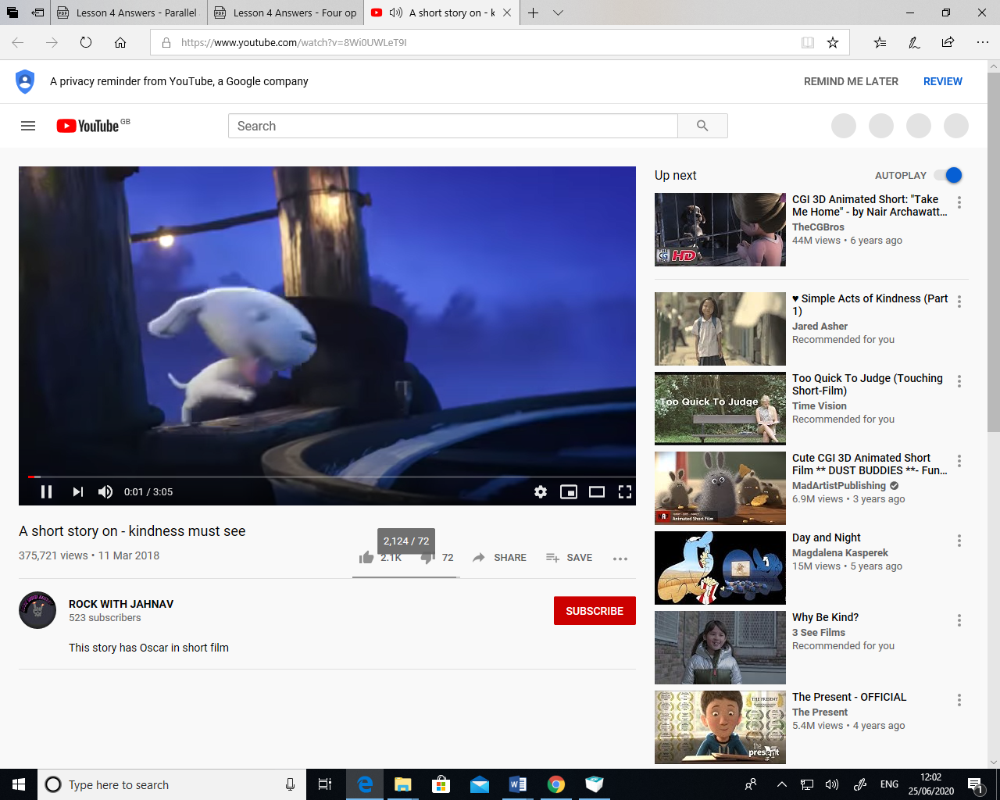 Lesson 4 Answers - Parallel
Lesson 4 Answers - Four op
A short story on - k
https://www.youtube.com/watch?v=8Wi0UWLeT9I
A privacy reminder from YouTube, a Google company
REMIND ME LATER
REVIEW
YouTube GB
Search
Up next
AUTOPLAY
CGI 3D Animated Short: "Take
Me Home" - by Nair Archawatt...
TheCGBros
44M views • 6 years ago
THE CG BROS HD
♥ Simple Acts of Kindness (Part
1)
Jared Asher
Recommended for you
Too Quick To Judge
Too Quick To Judge (Touching
Short-Film)
Time Vision
Recommended for you
Animated Short Film
Cute CGI 3D Animated Short
Film ** DUST BUDDIES **- Fun...
MadArtistPublishing
6.9M views • 3 years ago
Day and Night
Magdalena Kasperek
15M views • 5 years ago
Why Be Kind?
3 See Films
Recommended for you
THE PRESENT
the present
The Present - OFFICIAL
The Present
5.4M views • 4 years ago
0:01 / 3:05
A short story on - kindness must see
375,721 views • 11 Mar 2018
2,124 / 72
2.1K
72
SHARE
SAVE
ROCK WITH JAHNAV
523 subscribers
SUBSCRIBE
This story has Oscar in short film
Type here to search
ENG
12:02
25/06/2020
1